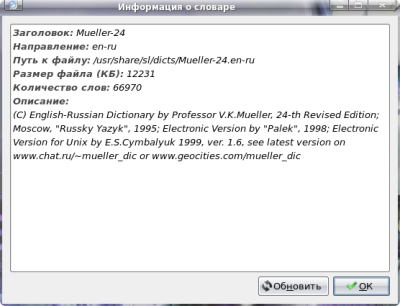 Информация о словаре
Заголовок: Mueller-24
Направление: en-ru
Путь к файлу: /usr/share/sl/dicts/Mueller-24.en-ru
Размер файла (КБ): 12231
Количество слов: 66970
Описание:
(C) English-Russian Dictionary by Professor V.K.Mueller, 24-th Revised Edition;
Moscow, "Russky Yazyk", 1995; Electronic Version by "Palek", 1998; Electronic
Version for Unix by E.S.Cymbalyuk 1999, ver. 1.6, see latest version on
www.chat.ru/~mueller_dic or www.geocities.com/mueller_dic
Обновить OK